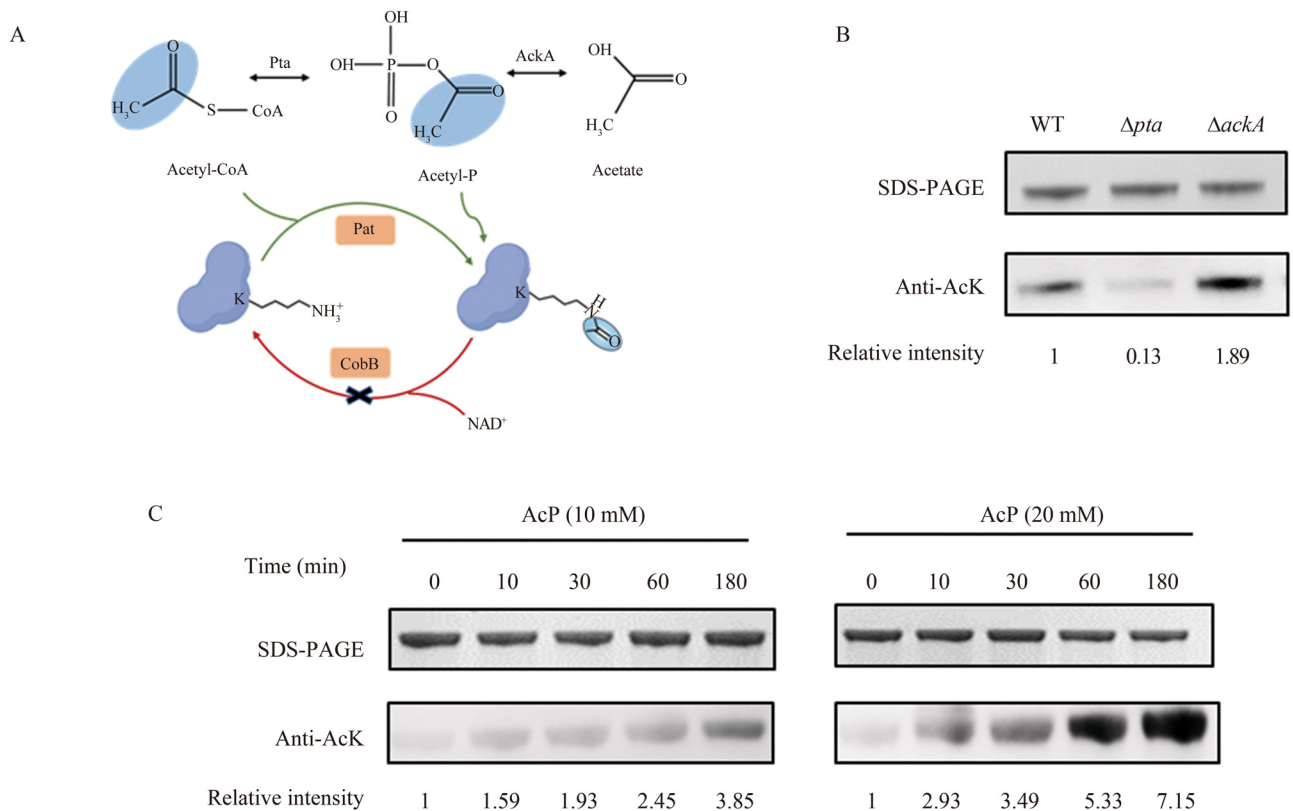 A
OH
OH
P
O
O
O
H₃C
O
H₃C
S
CoA
Pta
AckA
OH
O
H₃C
Acetyl-CoA
Acetyl-P
Acetate
Pat
K
NH₃⁺
K
H
N
O
CobB
NAD⁺
B
WT Δpta ΔackA
SDS-PAGE
Anti-AcK
Relative intensity 1 0.13 1.89
C
AcP (10 mM) AcP (20 mM)
Time (min) 0 10 30 60 180 0 10 30 60 180
SDS-PAGE
Anti-AcK
Relative intensity 1 1.59 1.93 2.45 3.85 1 2.93 3.49 5.33 7.15